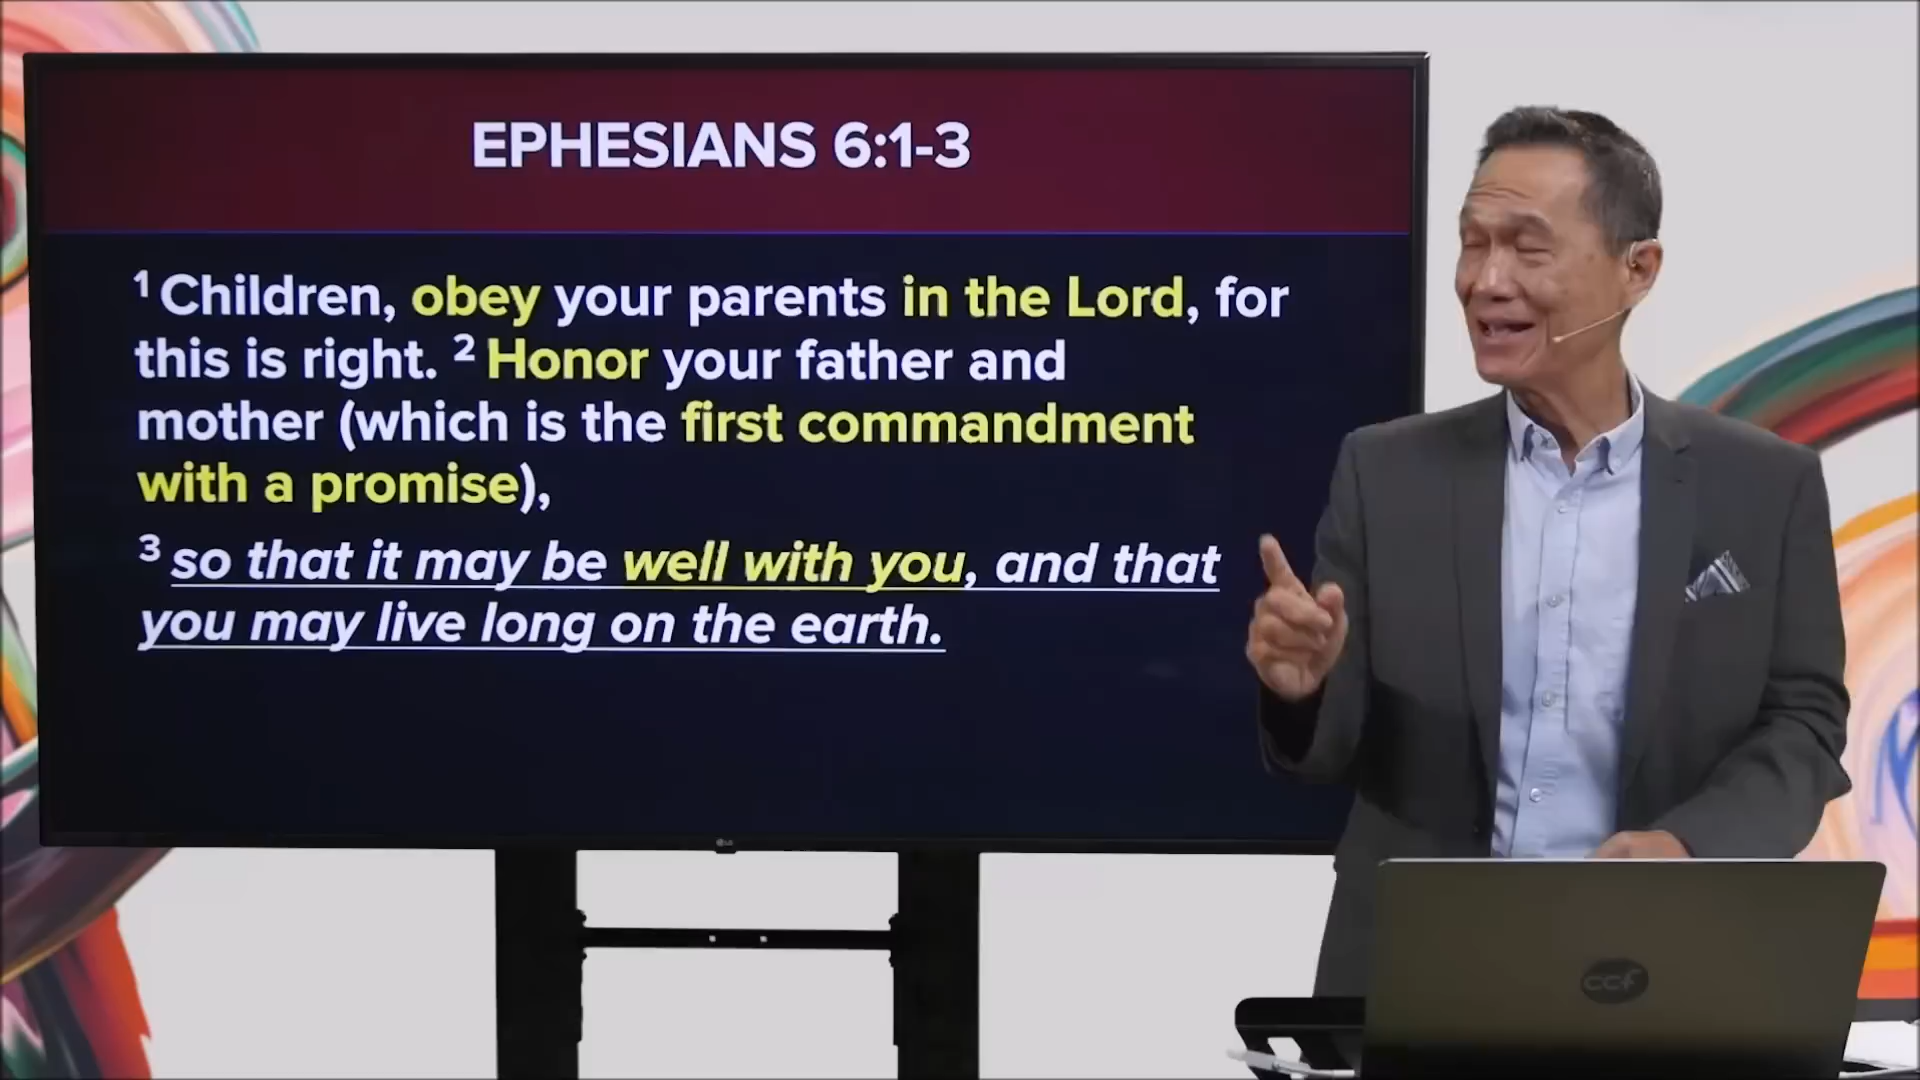 EPHESIANS 6:1-3
¹ Children, obey your parents in the Lord, for
this is right. ² Honor your father and
mother (which is the first commandment
with a promise),
³ so that it may be well with you, and that
you may live long on the earth.
LG
ccf